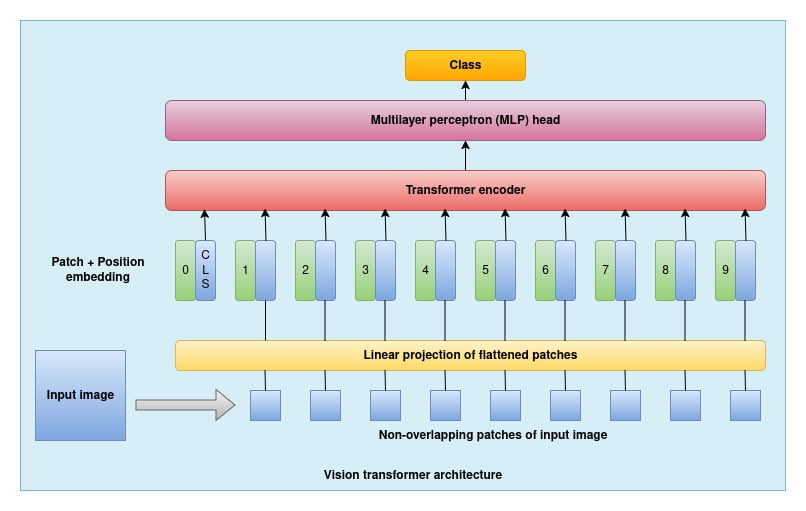 Class
Multilayer perceptron (MLP) head
Transformer encoder
Patch + Position
embedding
0 CLS 1 2 3 4 5 6 7 8 9
Linear projection of flattened patches
Input image
Non-overlapping patches of input image
Vision transformer architecture